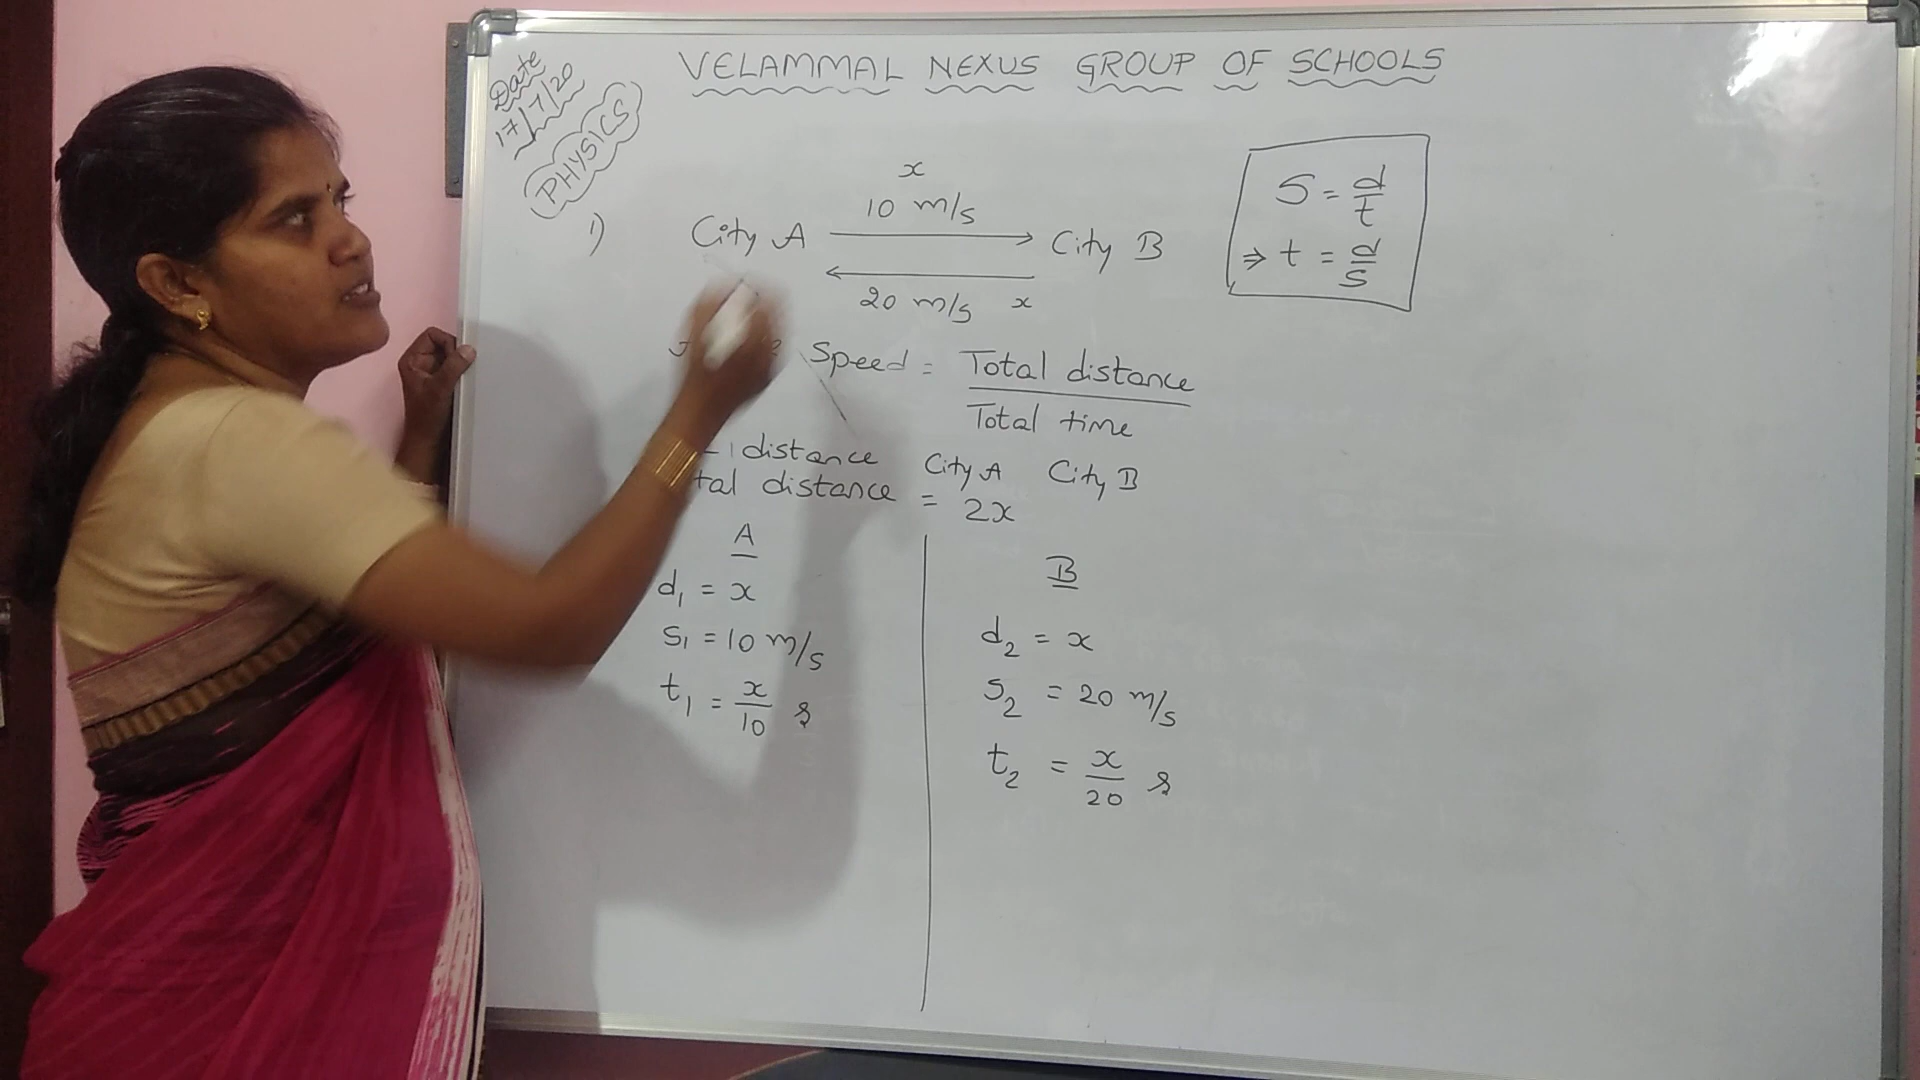 Date
17/7/20
PHYSICS
VELAMMAL NEXUS GROUP OF SCHOOLS
1)
x
10 m/s
City A → City B
←
20 m/s x
S = d/t
⇒ t = d/s
Speed = Total distance / Total time
distance City A City B
tal distance = 2x
A
d₁ = x
S₁ = 10 m/s
t₁ = x/10 s
B
d₂ = x
S₂ = 20 m/s
t₂ = x/20 s